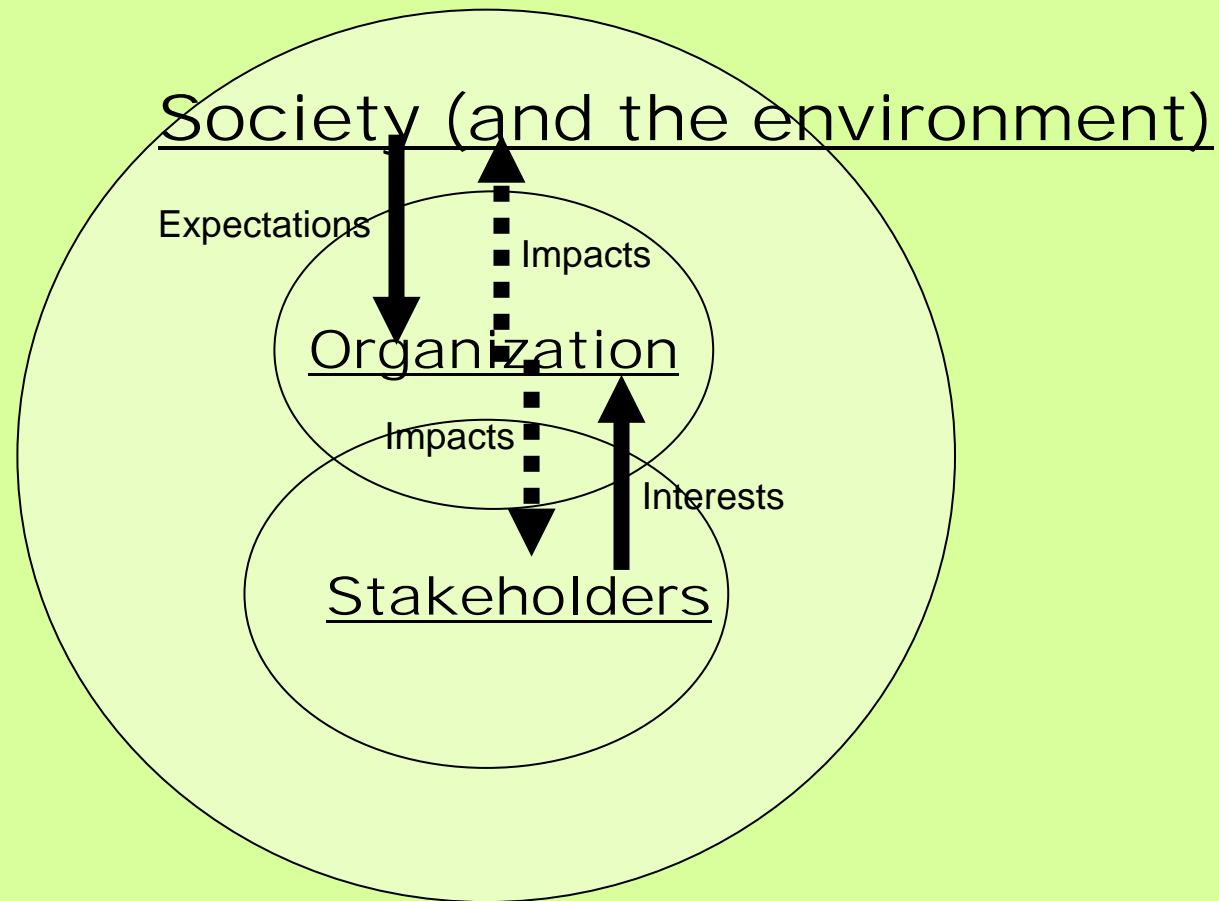 Society (and the environment)
Expectations
Impacts
Organization
Impacts
Interests
Stakeholders